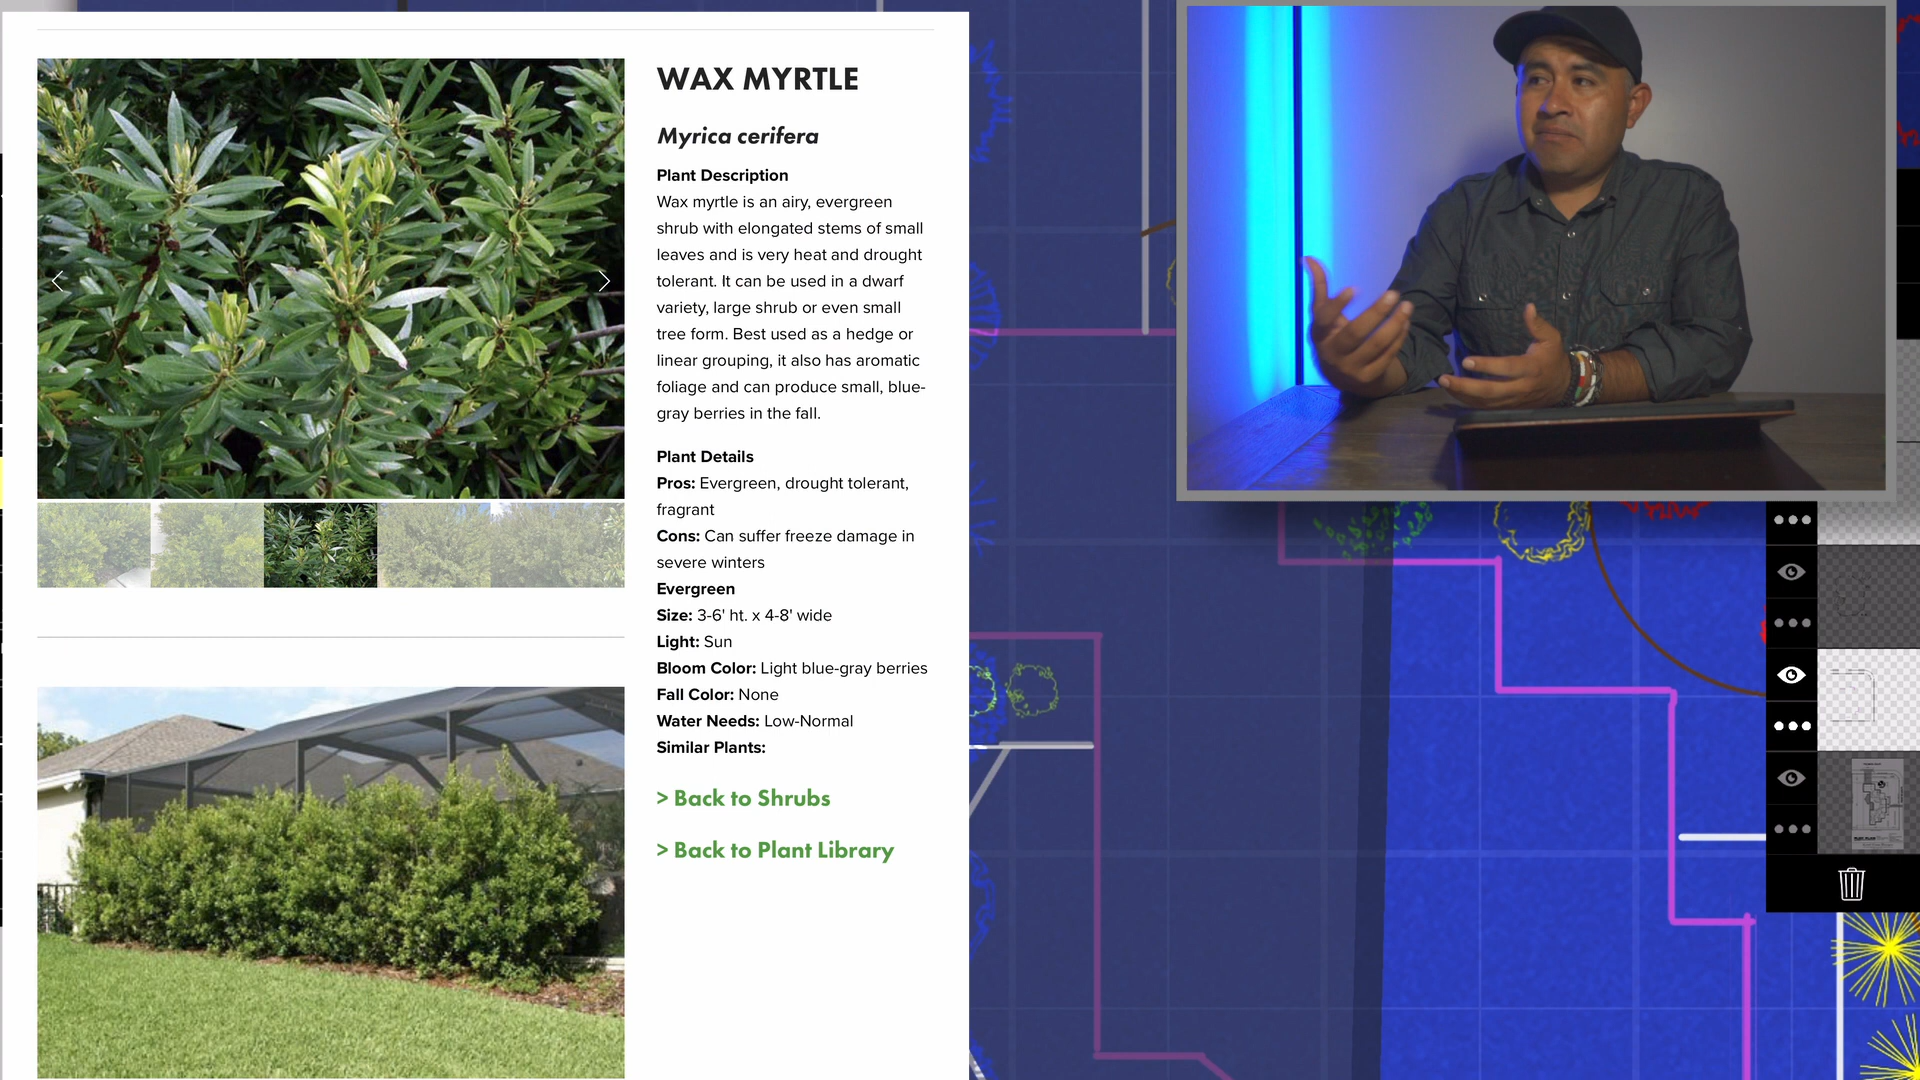 WAX MYRTLE
Myrica cerifera
Plant Description
Wax myrtle is an airy, evergreen
shrub with elongated stems of small
leaves and is very heat and drought
tolerant. It can be used in a dwarf
variety, large shrub or even small
tree form. Best used as a hedge or
linear grouping, it also has aromatic
foliage and can produce small, blue-
gray berries in the fall.
Plant Details
Pros: Evergreen, drought tolerant,
fragrant
Cons: Can suffer freeze damage in
severe winters
Evergreen
Size: 3-6' ht. x 4-8' wide
Light: Sun
Bloom Color: Light blue-gray berries
Fall Color: None
Water Needs: Low-Normal
Similar Plants:
> Back to Shrubs
> Back to Plant Library